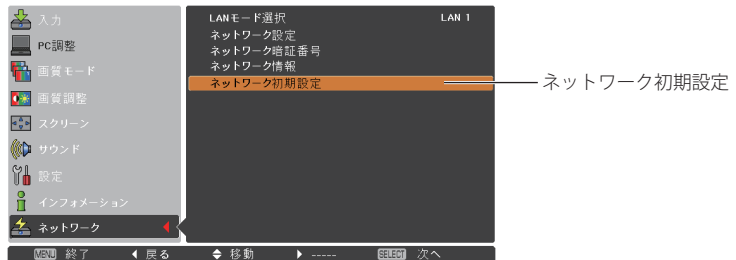 入力
PC調整
画質モード
画質調整
スクリーン
サウンド
設定
インフォメーション
ネットワーク
LANモード選択 LAN 1
ネットワーク設定
ネットワーク暗証番号
ネットワーク情報
ネットワーク初期設定
ネットワーク初期設定
MENU 終了 戻る 移動 ----- SELECT 次へ